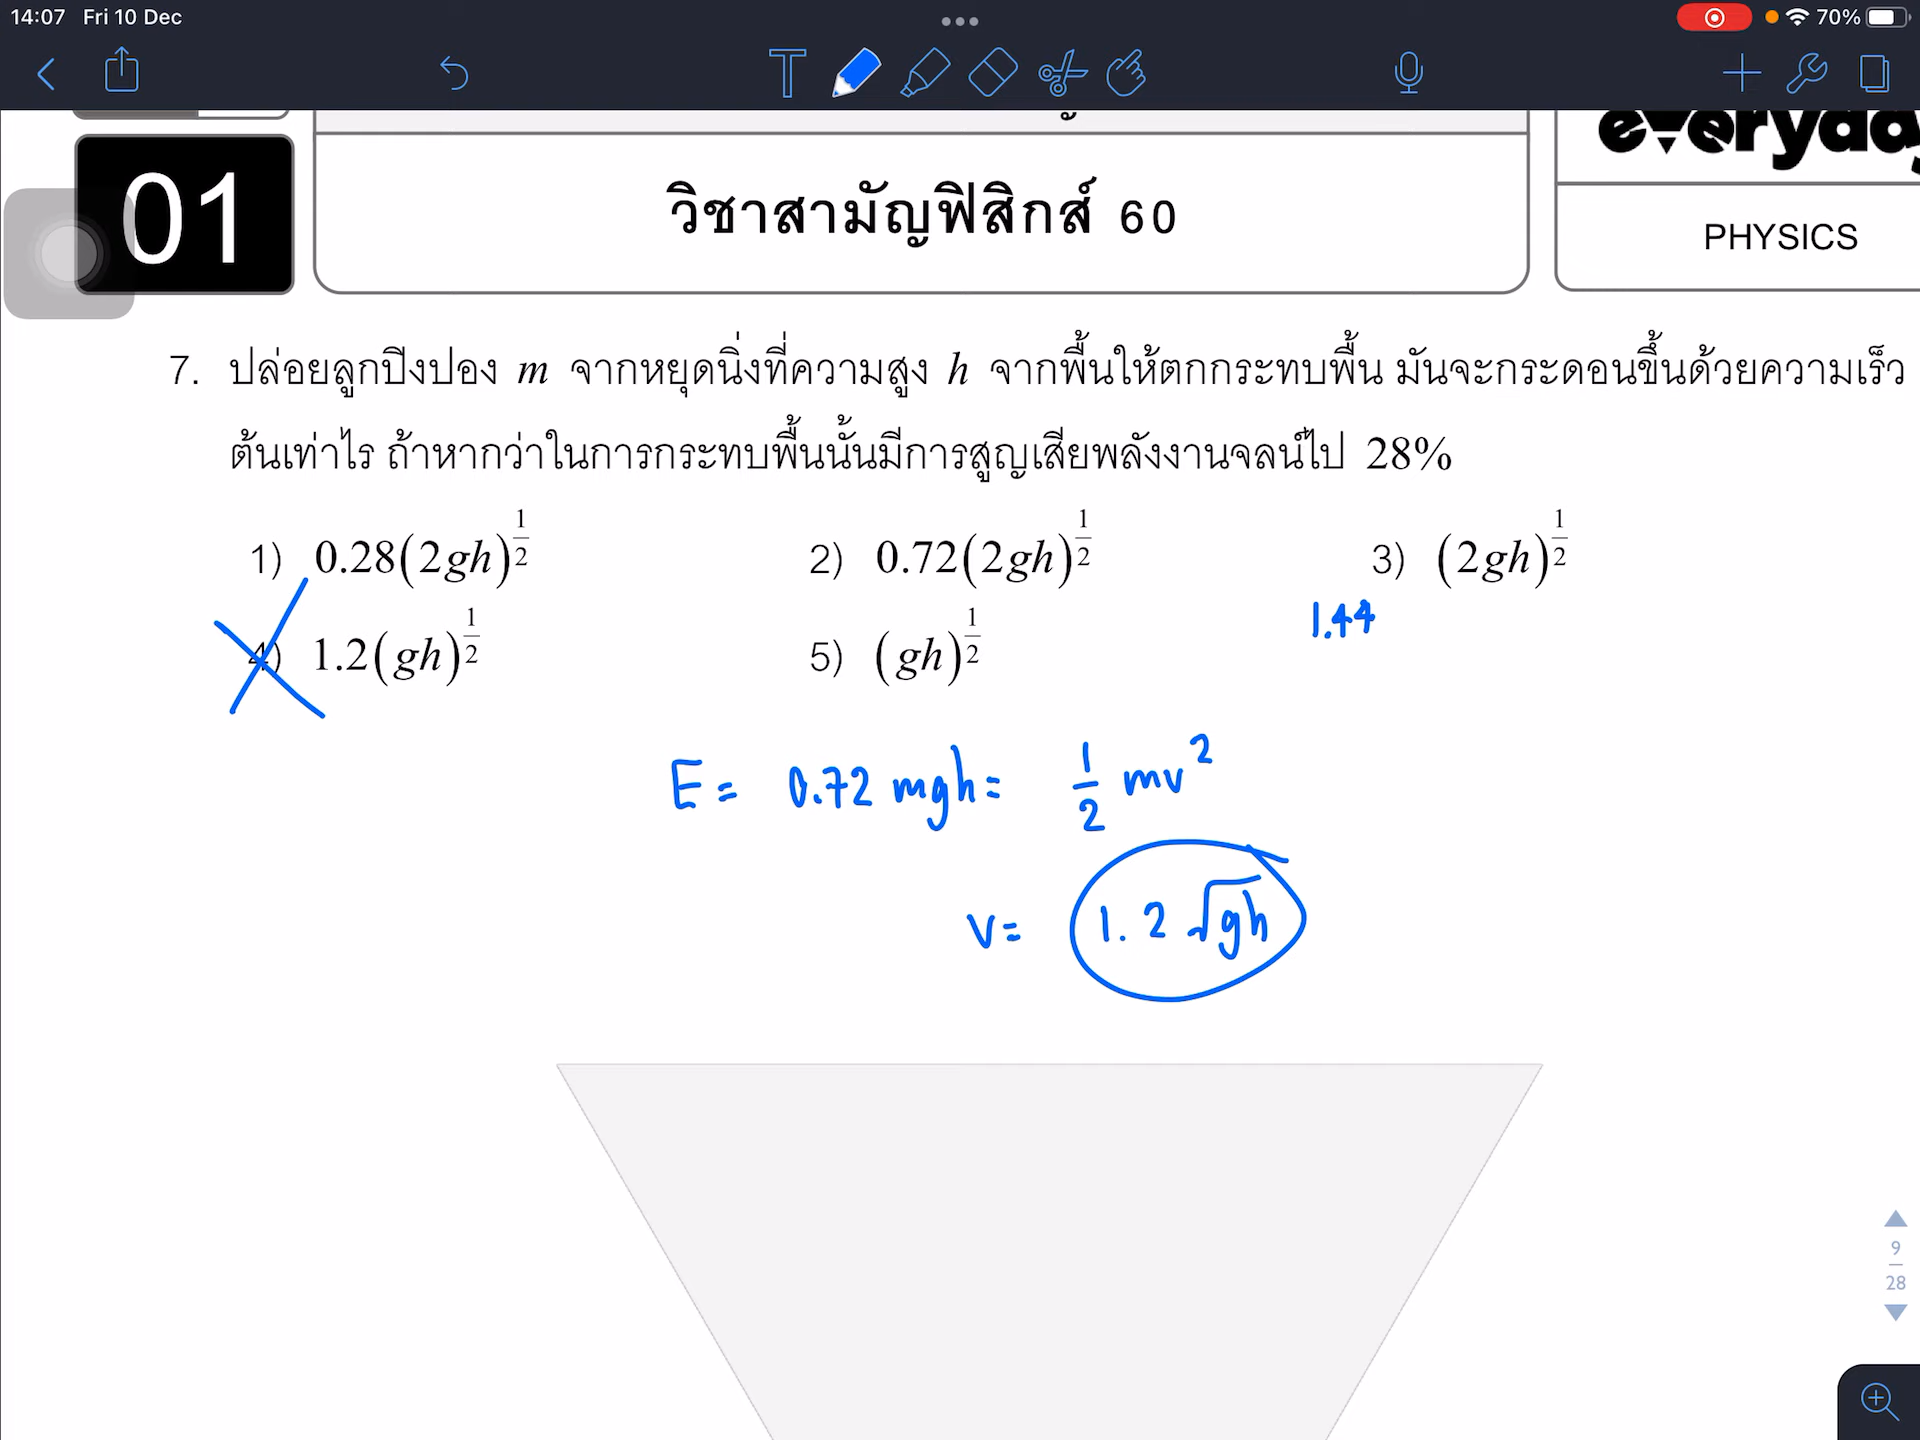 14:07 Fri 10 Dec
70%
01
วิชาสามัญฟิสิกส์ 60
everyday
PHYSICS
7. ปล่อยลูกปิงปอง m จากหยุดนิ่งที่ความสูง h จากพื้นให้ตกกระทบพื้น มันจะกระดอนขึ้นด้วยความเร็ว
ต้นเท่าไร ถ้าหากว่าในการกระทบพื้นนั้นมีการสูญเสียพลังงานจลน์ไป 28%
1) 0.28(2gh)^{1/2} 2) 0.72(2gh)^{1/2} 3) (2gh)^{1/2}
1.44
4) 1.2(gh)^{1/2} 5) (gh)^{1/2}
E = 0.72 mgh = 1/2 mv²
v = 1.2 √gh
9
28